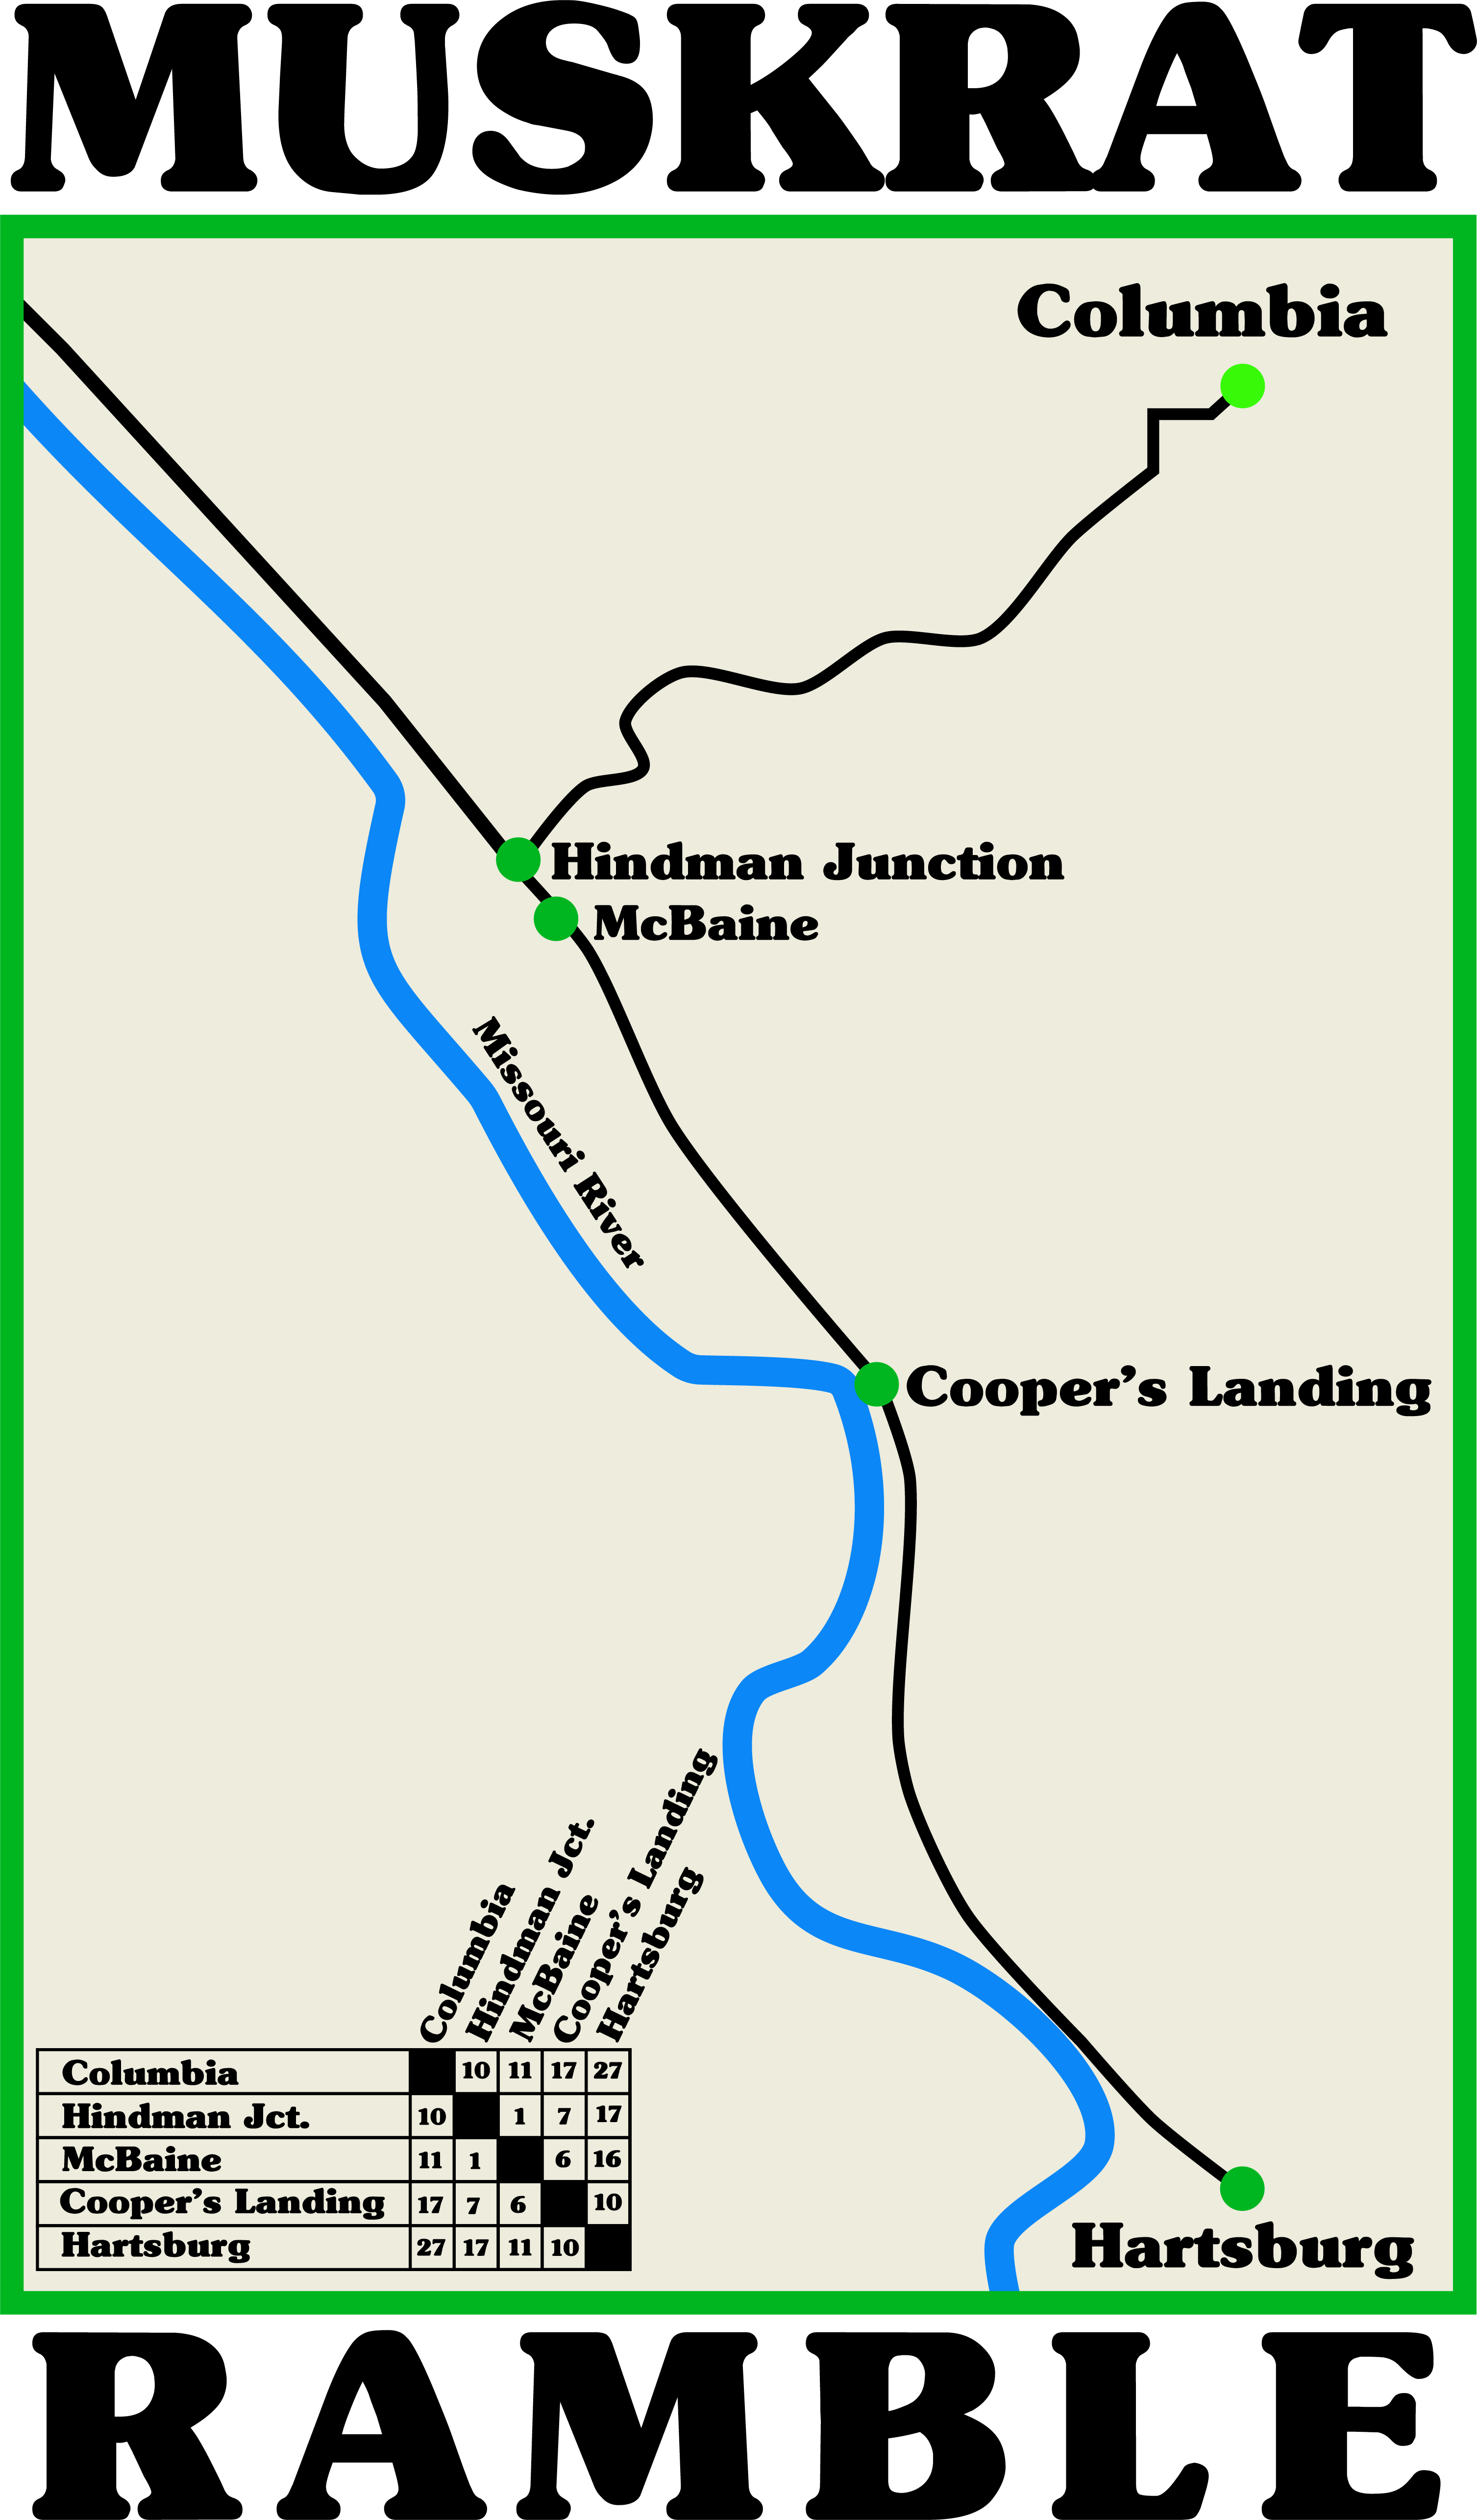 MUSKRAT
Columbia
Hindman Junction
McBaine
Missouri River
Cooper's Landing
Columbia
Hindman Jct.
McBaine
Cooper's Landing
Hartsburg
Columbia 10 11 17 27
Hindman Jct. 10 1 7 17
McBaine 11 1 6 16
Cooper's Landing 17 7 6 10
Hartsburg 27 17 11 10
Hartsburg
RAMBLE